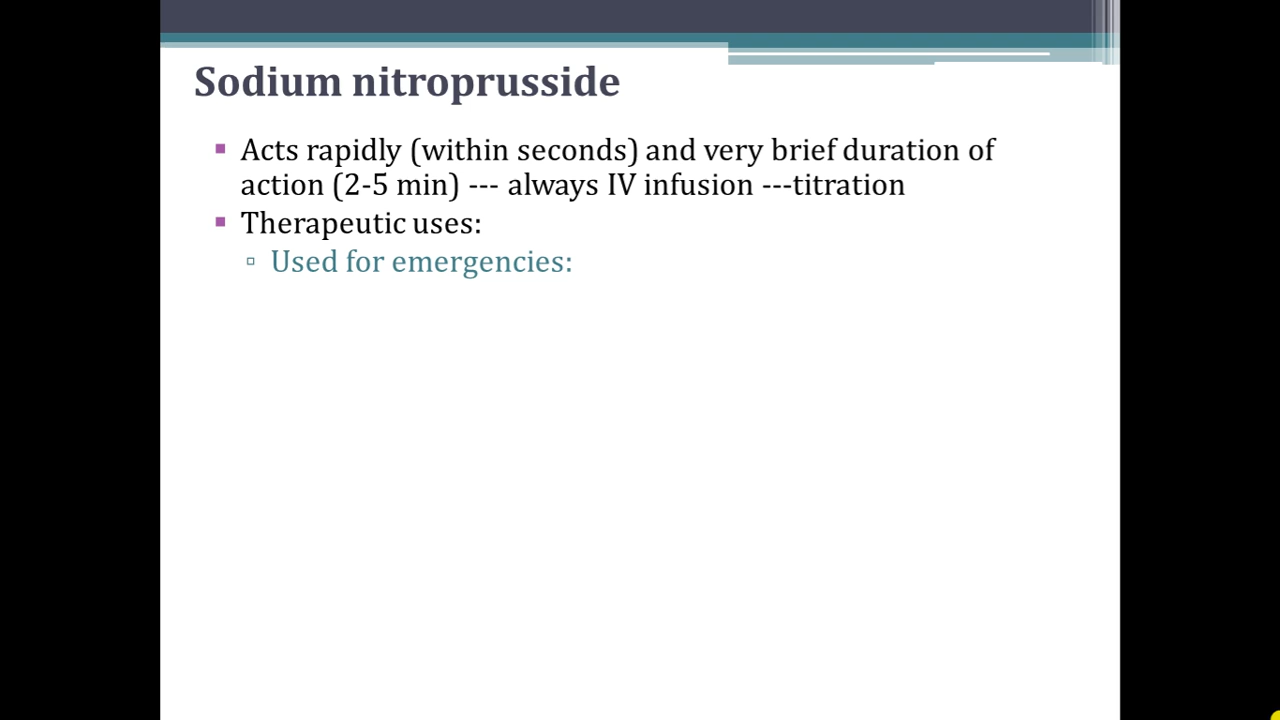 Sodium nitroprusside
Acts rapidly (within seconds) and very brief duration of
action (2-5 min) --- always IV infusion ---titration
Therapeutic uses:
Used for emergencies: